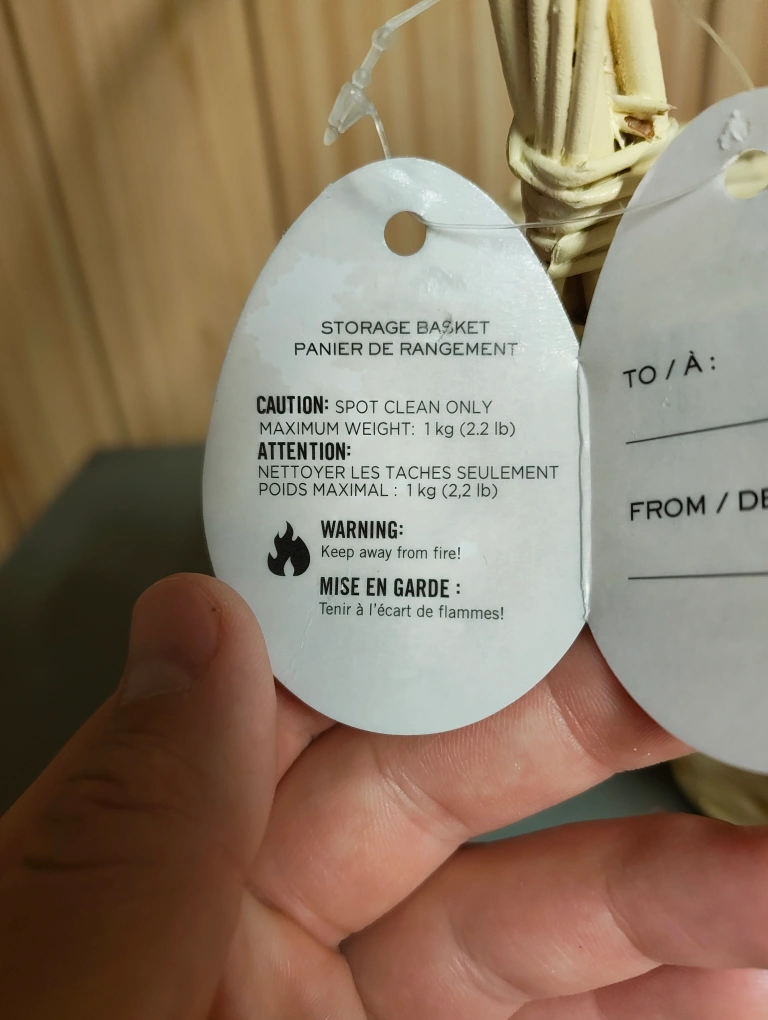 STORAGE BASKET
PANIER DE RANGEMENT
CAUTION: SPOT CLEAN ONLY
MAXIMUM WEIGHT: 1 kg (2.2 lb)
ATTENTION:
NETTOYER LES TACHES SEULEMENT
POIDS MAXIMAL : 1 kg (2,2 lb)
WARNING:
Keep away from fire!
MISE EN GARDE :
Tenir à l'écart de flammes!
TO / À :
FROM / DE